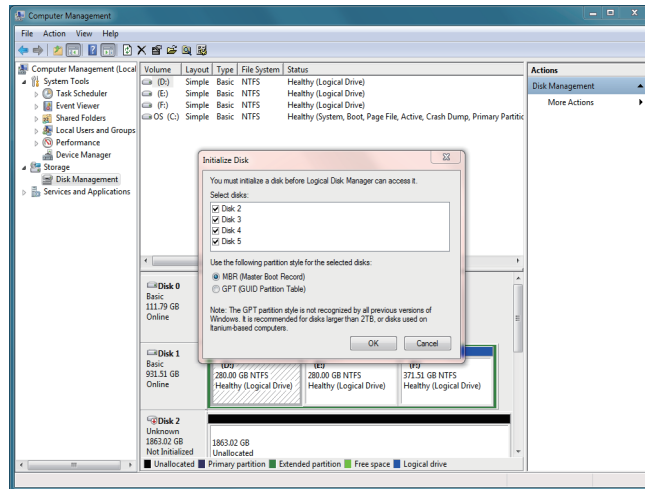 Computer Management
File Action View Help
Computer Management (Local
System Tools
Task Scheduler
Event Viewer
Shared Folders
Local Users and Groups
Performance
Device Manager
Storage
Disk Management
Services and Applications
Volume Layout Type File System Status
(D:) Simple Basic NTFS Healthy (Logical Drive)
(E:) Simple Basic NTFS Healthy (Logical Drive)
(F:) Simple Basic NTFS Healthy (Logical Drive)
OS (C:) Simple Basic NTFS Healthy (System, Boot, Page File, Active, Crash Dump, Primary Partitic
Actions
Disk Management
More Actions
Initialize Disk
You must initialize a disk before Logical Disk Manager can access it.
Select disks:
Disk 2
Disk 3
Disk 4
Disk 5
Use the following partition style for the selected disks:
MBR (Master Boot Record)
GPT (GUID Partition Table)
Note: The GPT partition style is not recognized by all previous versions of
Windows. It is recommended for disks larger than 2TB, or disks used on
Itanium-based computers.
OK Cancel
Disk 0
Basic
111.79 GB
Online
Disk 1
Basic
931.51 GB
Online
(D:)
280.00 GB NTFS
Healthy (Logical Drive)
(E:)
280.00 GB NTFS
Healthy (Logical Drive)
(F:)
371.51 GB NTFS
Healthy (Logical Drive)
Disk 2
Unknown
1863.02 GB
Not Initialized
1863.02 GB
Unallocated
Unallocated Primary partition Extended partition Free space Logical drive